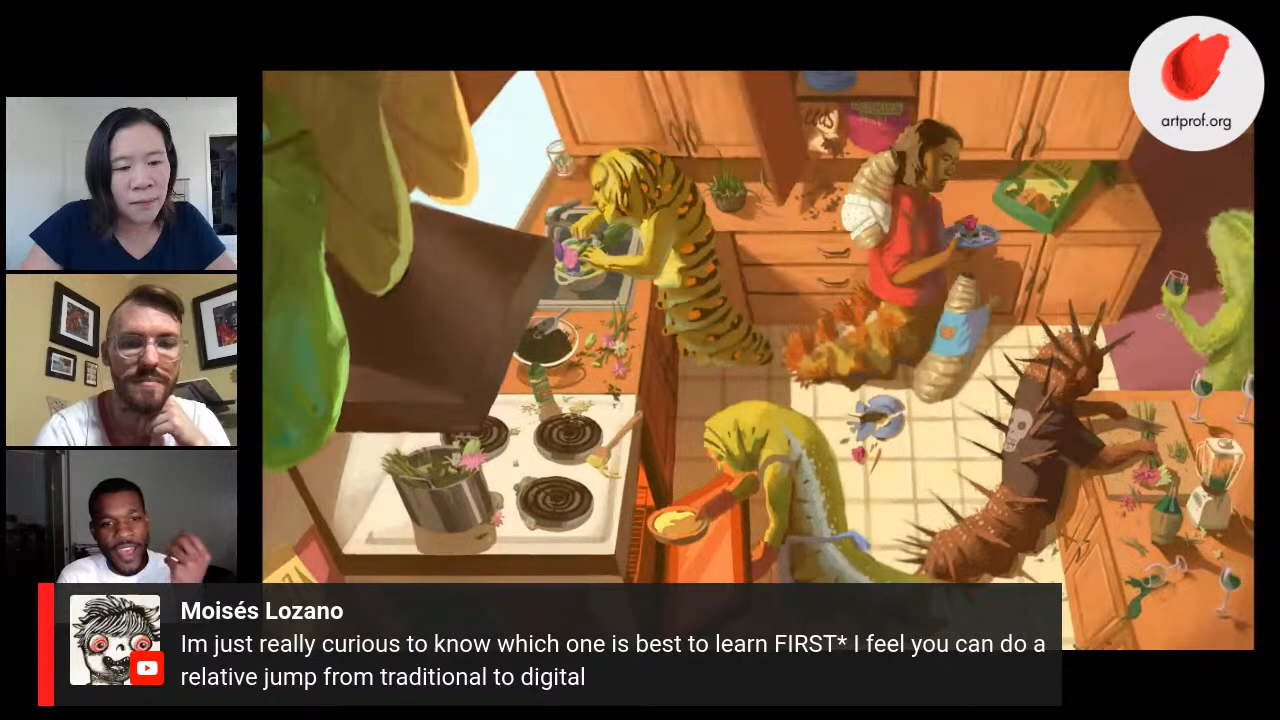 artprof.org
Moisés Lozano
Im just really curious to know which one is best to learn FIRST* I feel you can do a
relative jump from traditional to digital